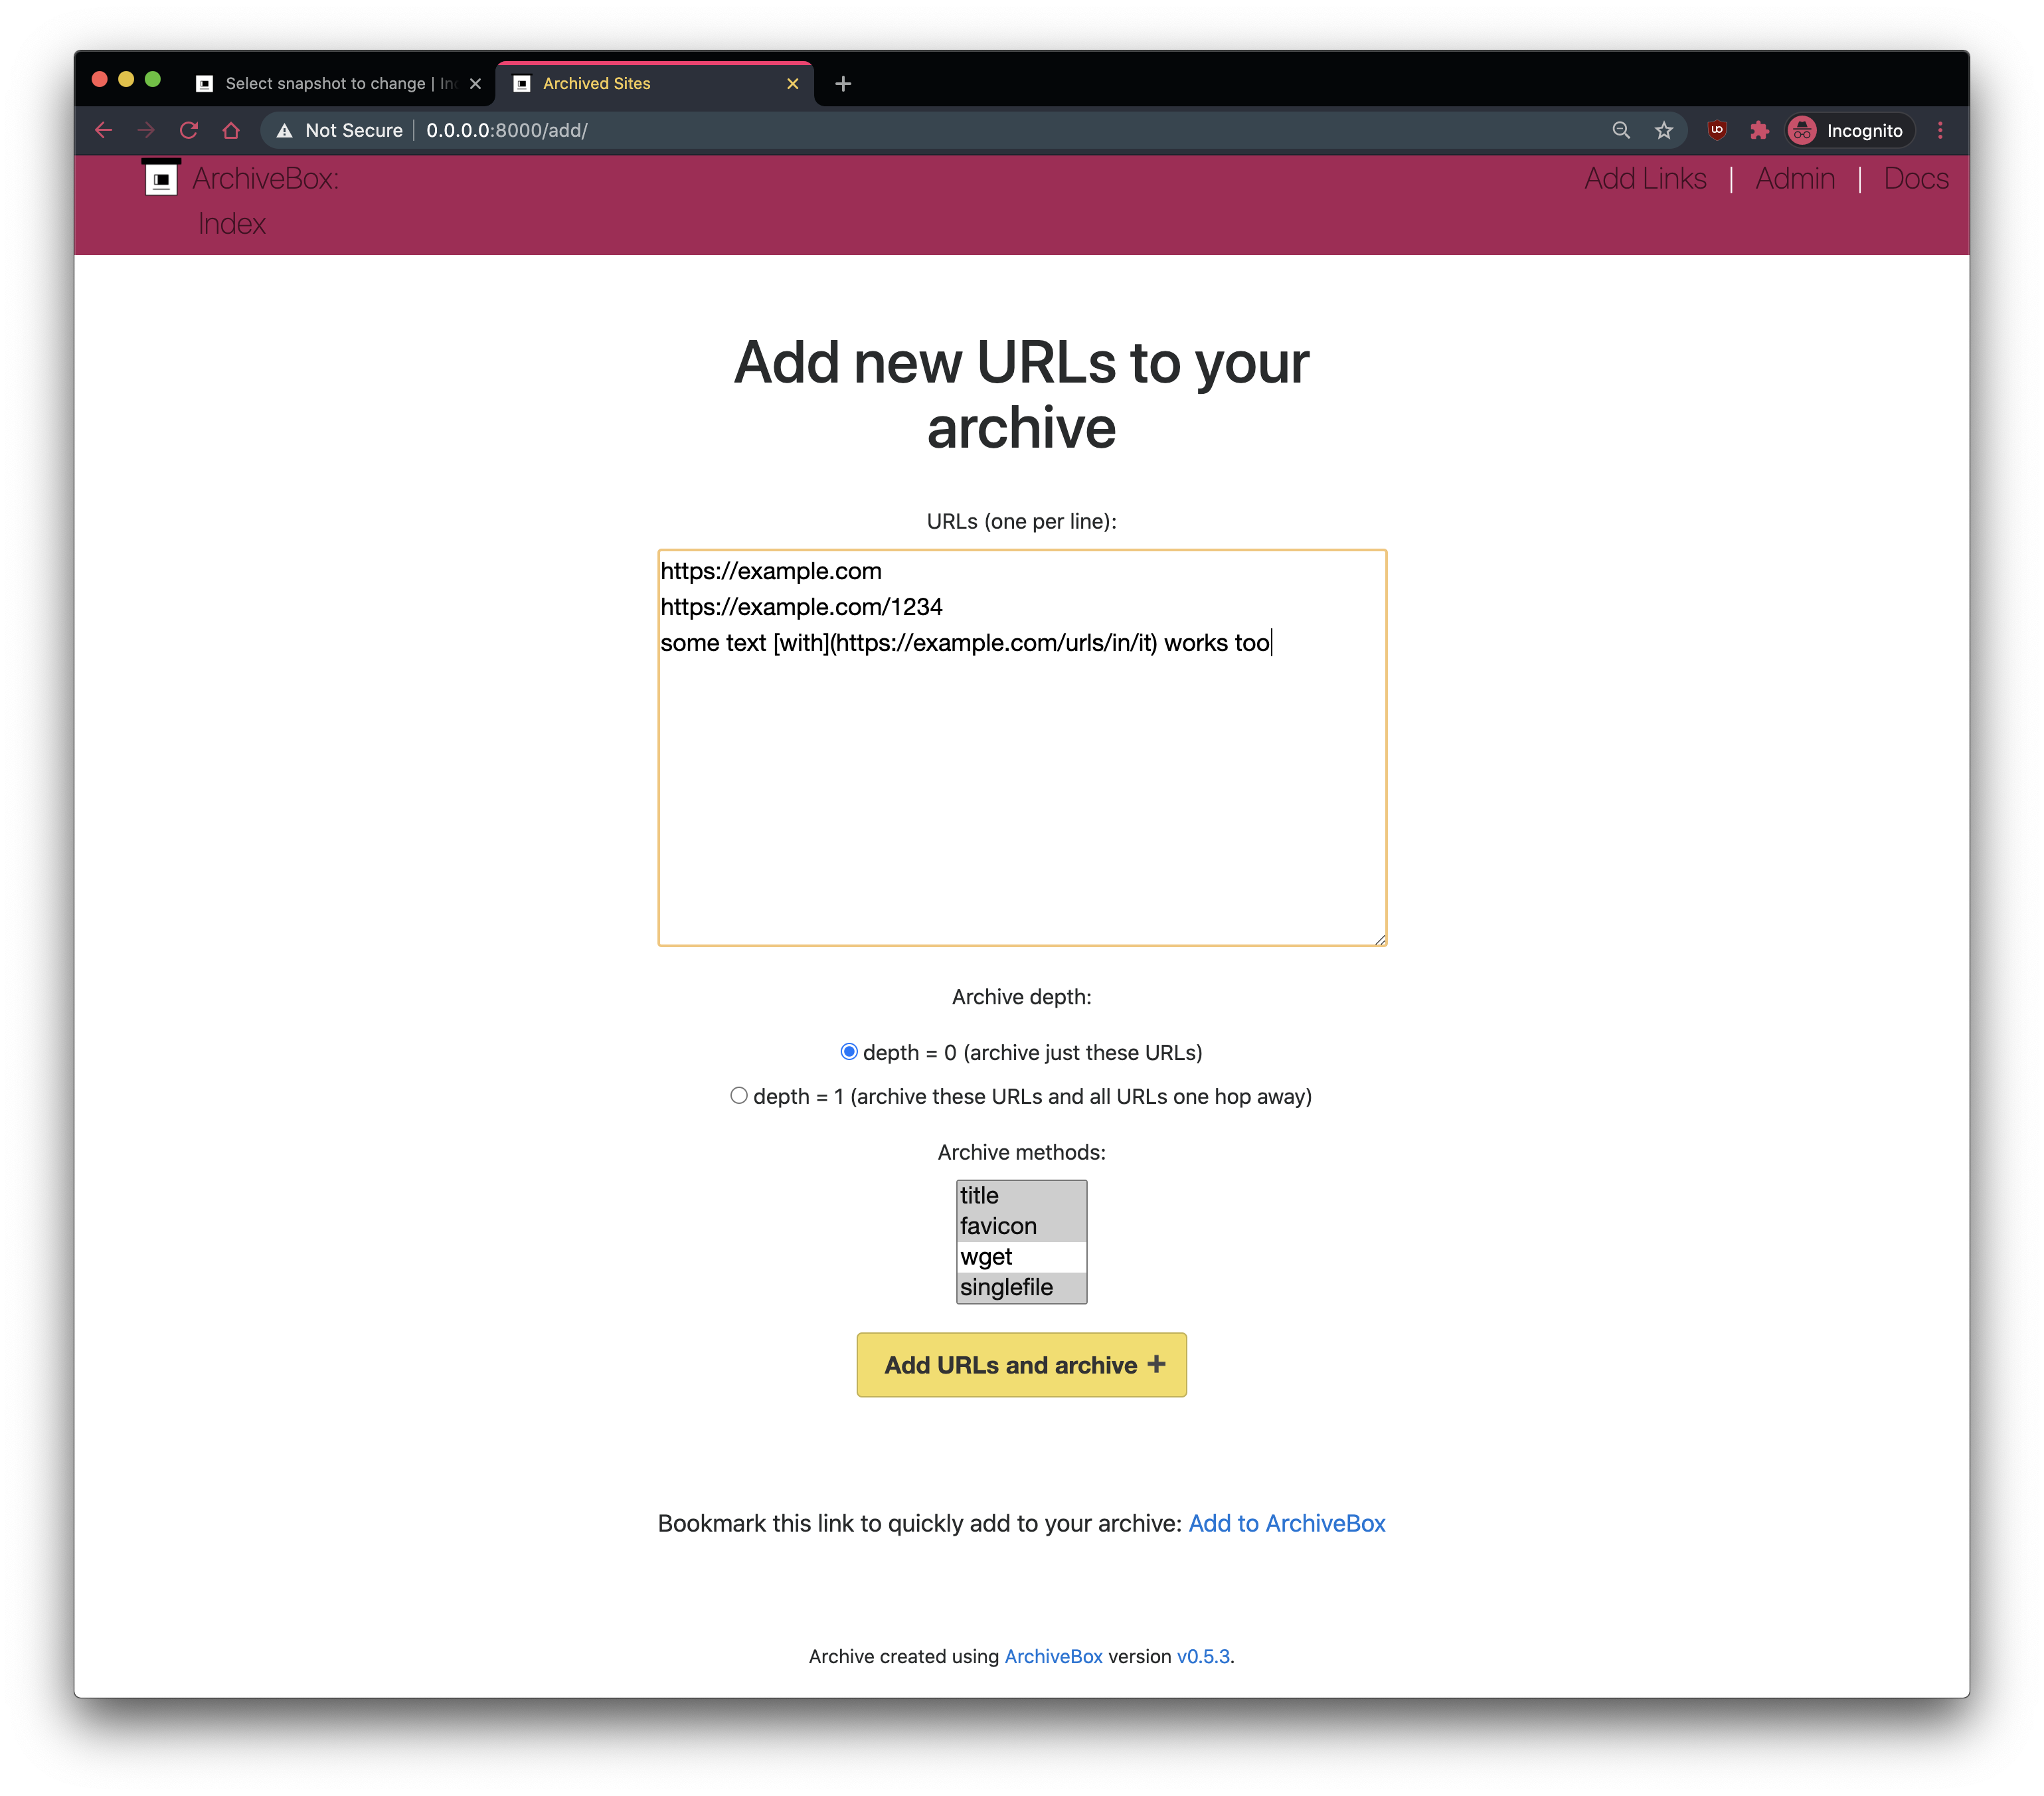 Select snapshot to change | In
Archived Sites
Not Secure 0.0.0.0:8000/add/
Incognito
ArchiveBox:
Index
Add Links | Admin | Docs
Add new URLs to your
archive
URLs (one per line):
https://example.com
https://example.com/1234
some text [with](https://example.com/urls/in/it) works too
Archive depth:
depth = 0 (archive just these URLs)
depth = 1 (archive these URLs and all URLs one hop away)
Archive methods:
title
favicon
wget
singlefile
Add URLs and archive +
Bookmark this link to quickly add to your archive: Add to ArchiveBox
Archive created using ArchiveBox version v0.5.3.